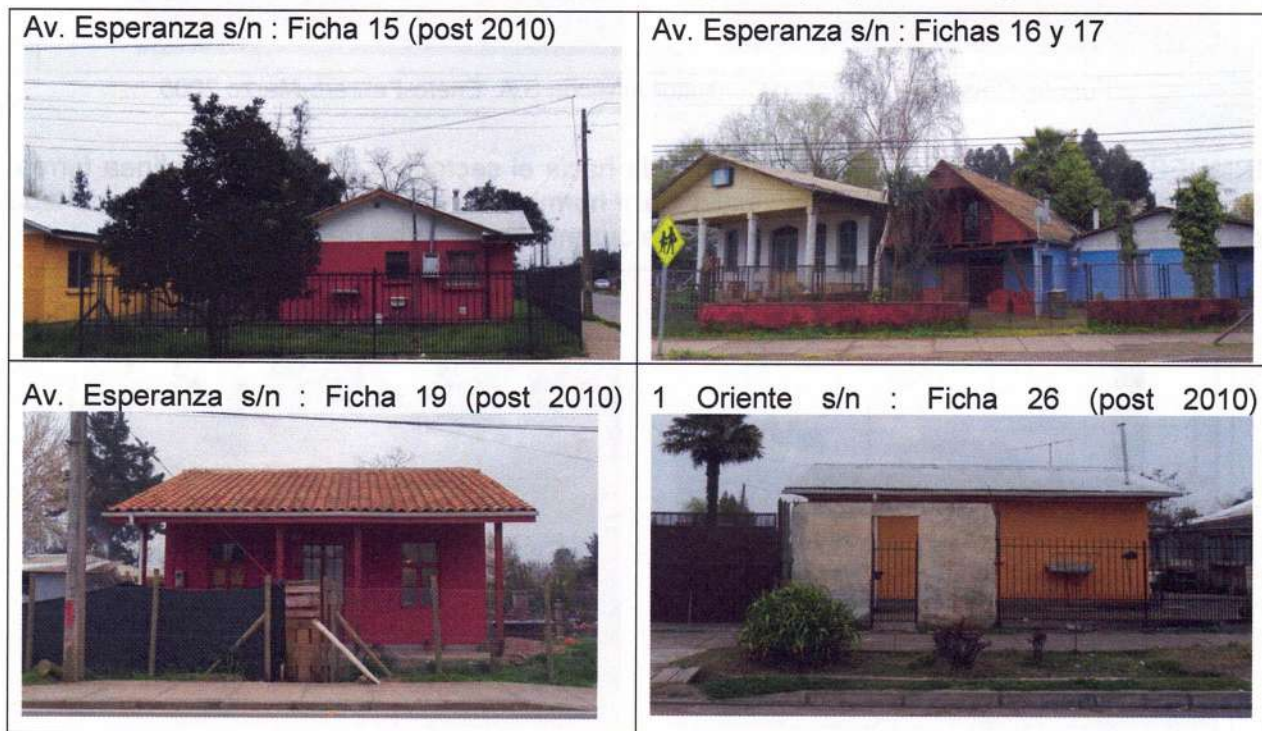 Av. Esperanza s/n : Ficha 15 (post 2010)
Av. Esperanza s/n : Fichas 16 y 17
Av. Esperanza s/n : Ficha 19 (post 2010)
1 Oriente s/n : Ficha 26 (post 2010)